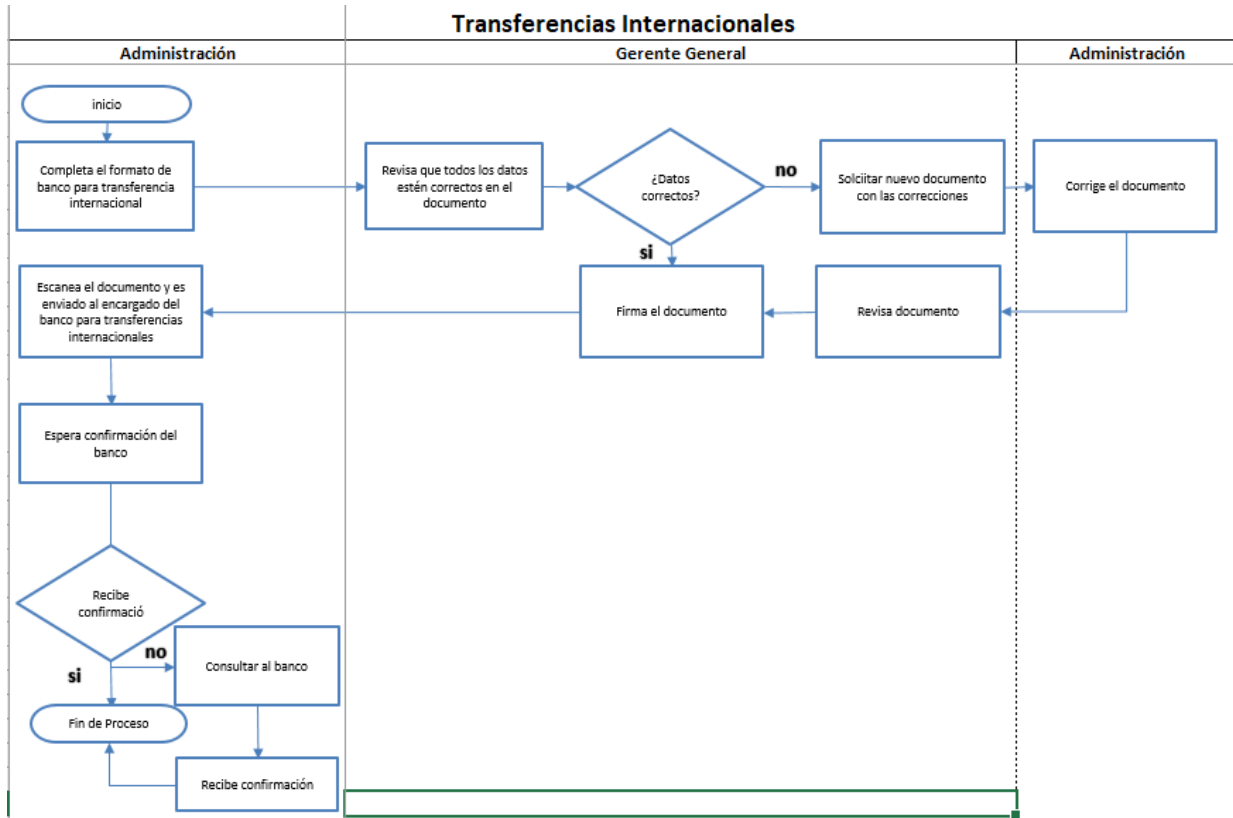 Transferencias Internacionales
Administración
Gerente General
Administración
inicio
Completa el formato de
banco para transferencia
internacional
Revisa que todos los datos
estén correctos en el
documento
¿Datos
correctos?
no
Solciitar nuevo documento
con las correcciones
Corrige el documento
si
Escanea el documento y es
enviado al encargado del
banco para transferencias
internacionales
Firma el documento
Revisa documento
Espera confirmación del
banco
Recibe
confirmació
no
si
Consultar al banco
Fin de Proceso
Recibe confirmación